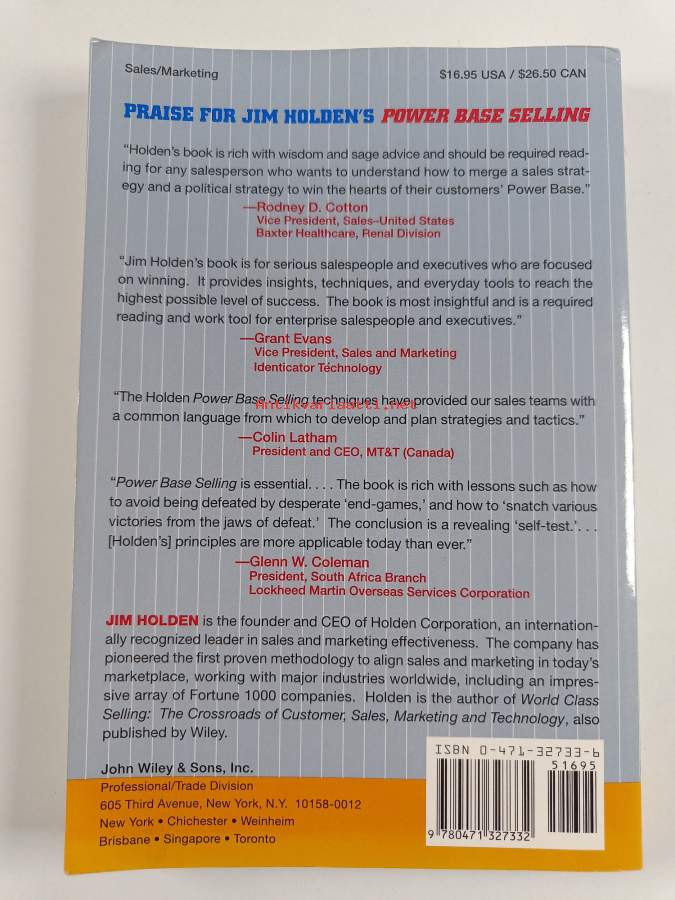 Sales/Marketing
$16.95 USA / $26.50 CAN
PRAISE FOR JIM HOLDEN'S POWER BASE SELLING
“Holden's book is rich with wisdom and sage advice and should be required read-
ing for any salesperson who wants to understand how to merge a sales strat-
egy and a political strategy to win the hearts of their customers' Power Base.”
—Rodney D. Cotton
Vice President, Sales–United States
Baxter Healthcare, Renal Division
“Jim Holden's book is for serious salespeople and executives who are focused
on winning. It provides insights, techniques, and everyday tools to reach the
highest possible level of success. The book is most insightful and is a required
reading and work tool for enterprise salespeople and executives.”
—Grant Evans
Vice President, Sales and Marketing
Identicator Technology
“The Holden Power Base Selling techniques have provided our sales teams with
Antikvariaatti.net
a common language from which to develop and plan strategies and tactics.”
—Colin Latham
President and CEO, MT&T (Canada)
“Power Base Selling is essential. . . . The book is rich with lessons such as how
to avoid being defeated by desperate ‘end-games,’ and how to ‘snatch various
victories from the jaws of defeat.’ The conclusion is a revealing ‘self-test.’. . .
[Holden's] principles are more applicable today than ever.”
—Glenn W. Coleman
President, South Africa Branch
Lockheed Martin Overseas Services Corporation
JIM HOLDEN is the founder and CEO of Holden Corporation, an internation-
ally recognized leader in sales and marketing effectiveness. The company has
pioneered the first proven methodology to align sales and marketing in today's
marketplace, working with major industries worldwide, including an impres-
sive array of Fortune 1000 companies. Holden is the author of World Class
Selling: The Crossroads of Customer, Sales, Marketing and Technology, also
published by Wiley.
John Wiley & Sons, Inc.
Professional/Trade Division
605 Third Avenue, New York, N.Y. 10158-0012
New York • Chichester • Weinheim
Brisbane • Singapore • Toronto
ISBN 0-471-32733-6
51695
9 780471 327332